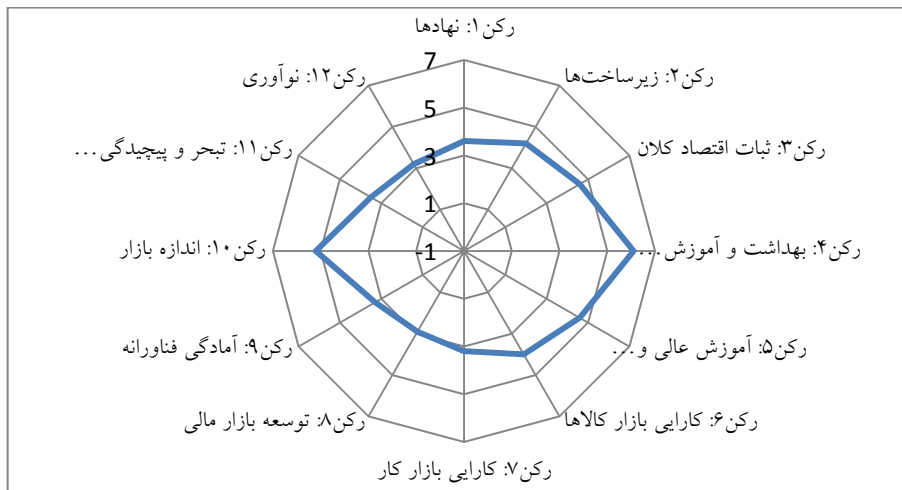 رکن۱: نهادها
رکن۲: زیرساخت‌ها
رکن۳: ثبات اقتصاد کلان
رکن۴: بهداشت و آموزش...
رکن۵: آموزش عالی و...
رکن۶: کارایی بازار کالاها
رکن۷: کارایی بازار کار
رکن۸: توسعه بازار مالی
رکن۹: آمادگی فناورانه
رکن۱۰: اندازه بازار
رکن۱۱: تبحر و پیچیدگی...
رکن۱۲: نوآوری
7
5
3
1
-1